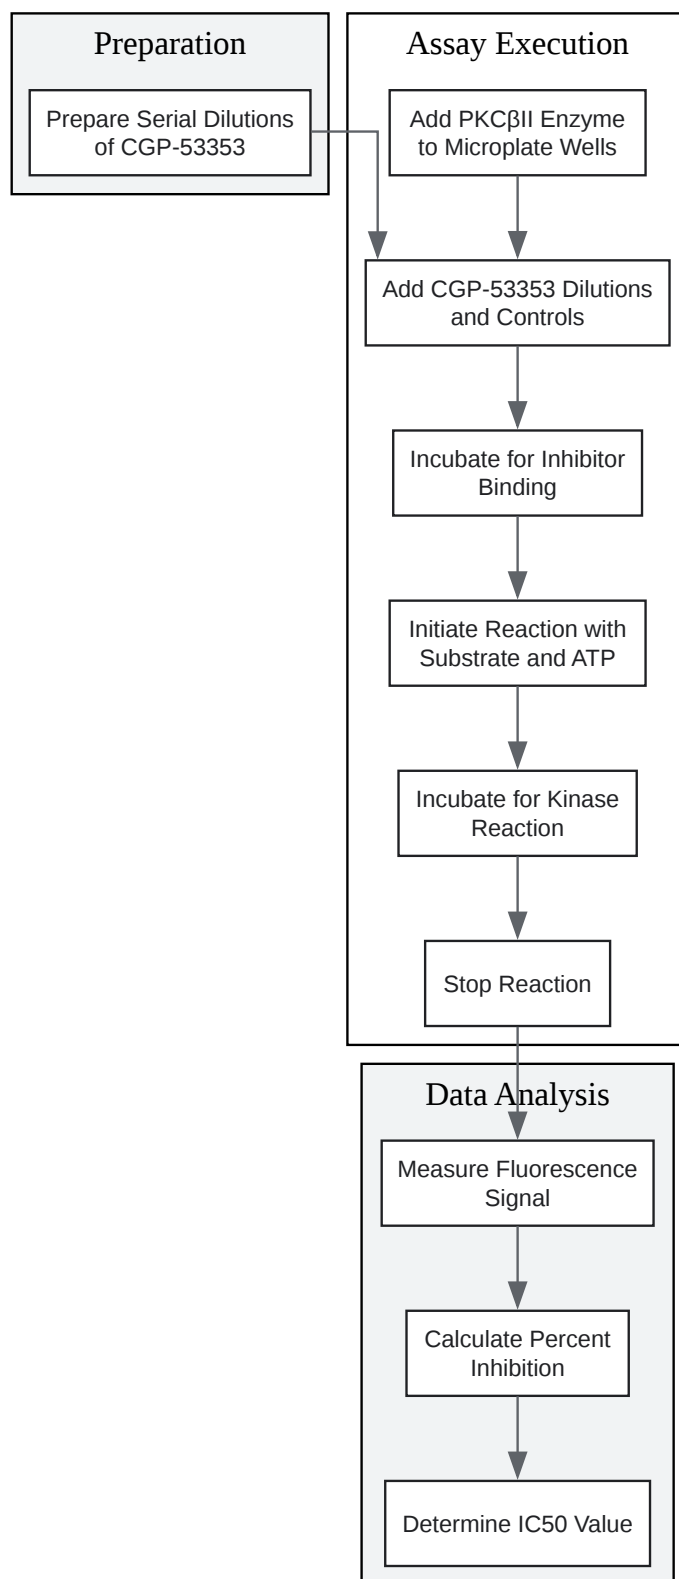 Preparation
Prepare Serial Dilutions
of CGP-53353
Assay Execution
Add PKCβII Enzyme
to Microplate Wells
Add CGP-53353 Dilutions
and Controls
Incubate for Inhibitor
Binding
Initiate Reaction with
Substrate and ATP
Incubate for Kinase
Reaction
Stop Reaction
Data Analysis
Measure Fluorescence
Signal
Calculate Percent
Inhibition
Determine IC50 Value